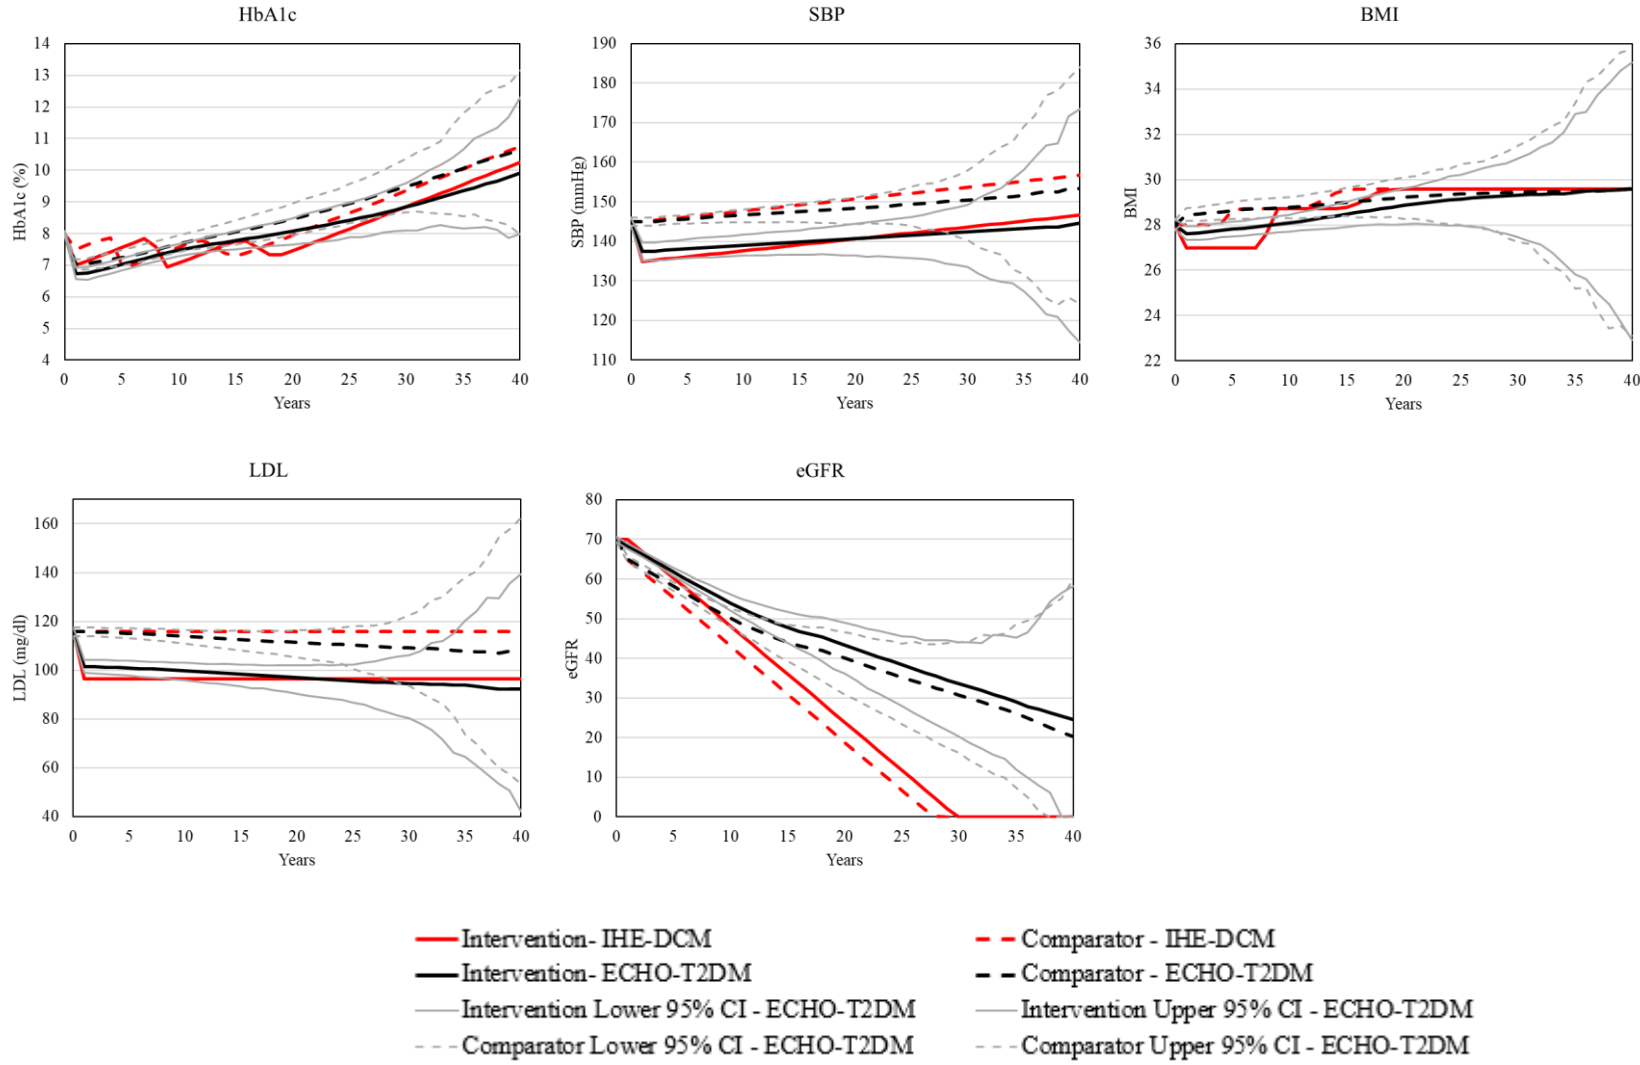 HbA1c
SBP
BMI
14
13
12
11
10
9
8
7
6
5
4
HbA1c (%)
0 5 10 15 20 25 30 35 40
Years
190
180
170
160
150
140
130
120
110
SBP (mmHg)
0 5 10 15 20 25 30 35 40
Years
36
34
32
30
28
26
24
22
BMI
0 5 10 15 20 25 30 35 40
Years
LDL
eGFR
160
140
120
100
80
60
40
LDL (mg/dl)
0 5 10 15 20 25 30 35 40
Years
80
70
60
50
40
30
20
10
0
eGFR
0 5 10 15 20 25 30 35 40
Years
Intervention- IHE-DCM
Comparator - IHE-DCM
Intervention- ECHO-T2DM
Comparator - ECHO-T2DM
Intervention Lower 95% CI - ECHO-T2DM
Intervention Upper 95% CI - ECHO-T2DM
Comparator Lower 95% CI - ECHO-T2DM
Comparator Upper 95% CI - ECHO-T2DM